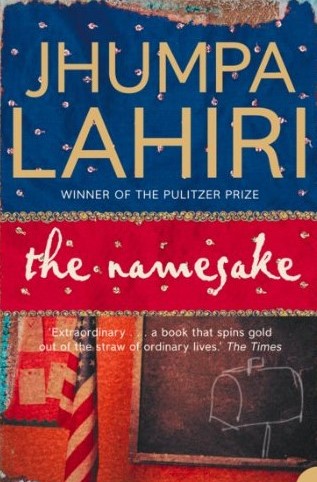 JHUMPA
LAHIRI
WINNER OF THE PULITZER PRIZE
the namesake
'Extraordinary . . . a book that spins gold
out of the straw of ordinary lives.' The Times